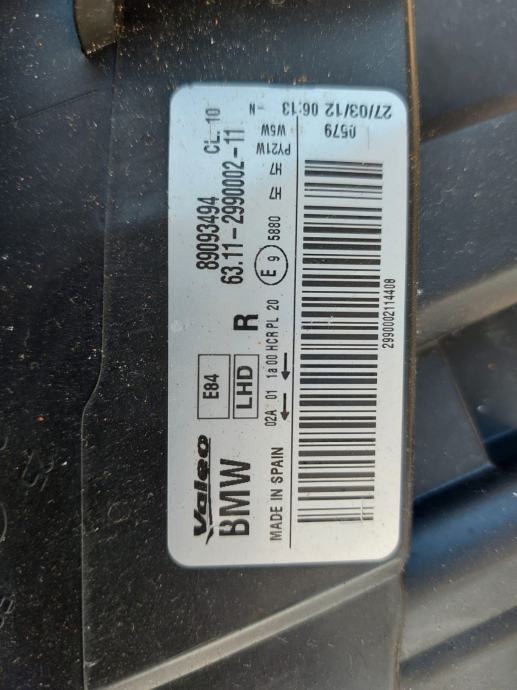 Valeo
BMW
MADE IN SPAIN
E84
LHD
R
89093494 CL. 10
63.11-2990002-11
02A 01 1a 00 HCR PL 20
E 9 5880
H7 H7 PY21W W5W
0579
27/03/12 06:13
2990002114408